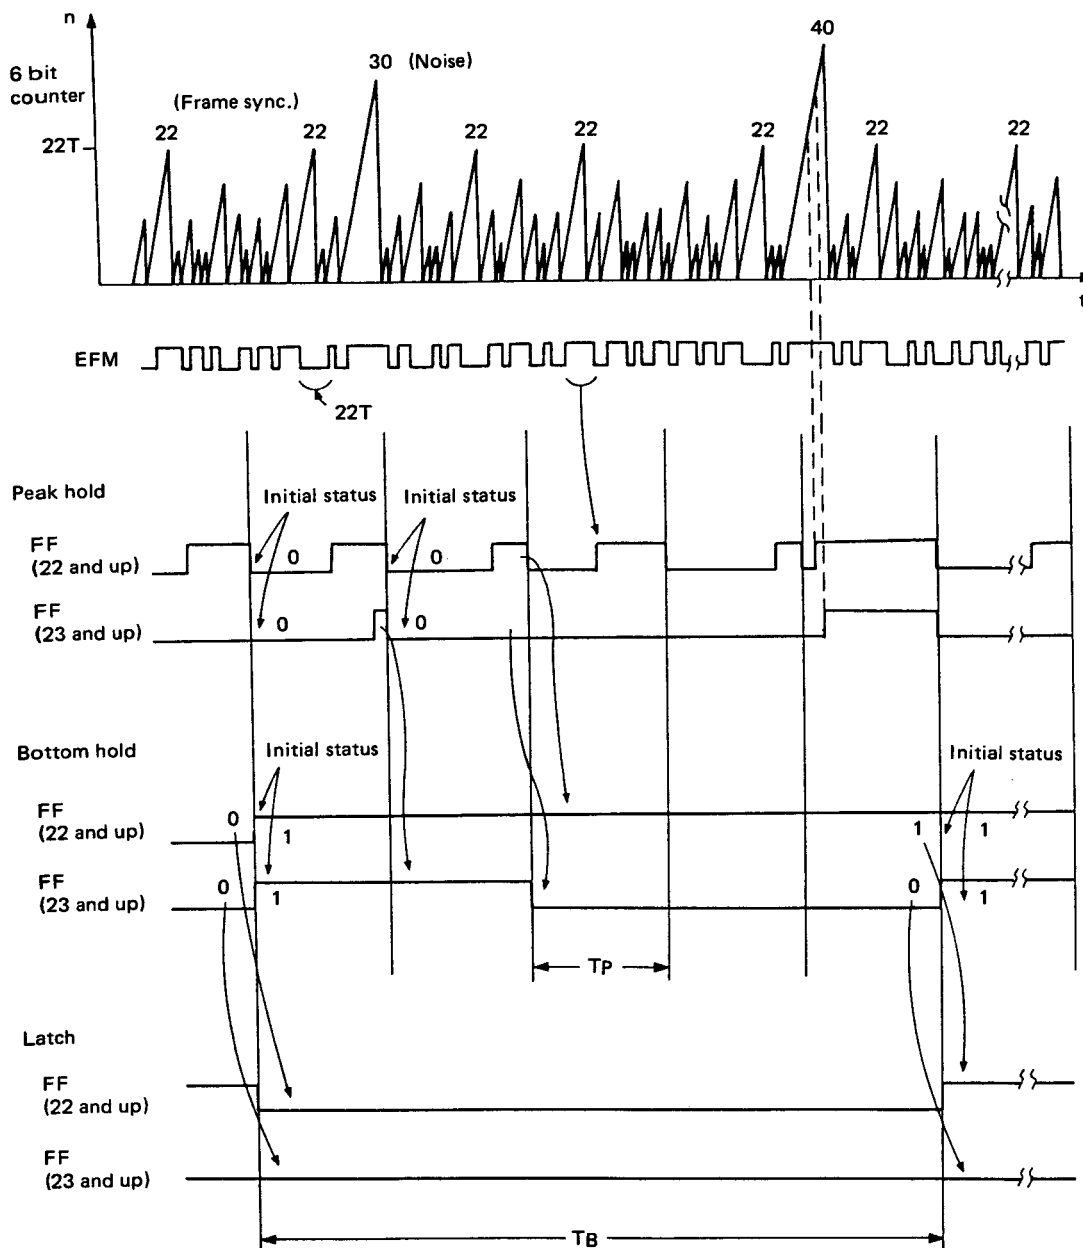 n
6 bit
counter
(Frame sync.)
30 (Noise)
40
22 22 22 22 22 22 22
22T
t
EFM
22T
Peak hold
Initial status Initial status
FF
(22 and up)
0 0
FF
(23 and up)
0 0
Bottom hold
Initial status Initial status
FF
(22 and up)
0 1 1 1
FF
(23 and up)
0 1 0 1
TP
Latch
FF
(22 and up)
FF
(23 and up)
TB